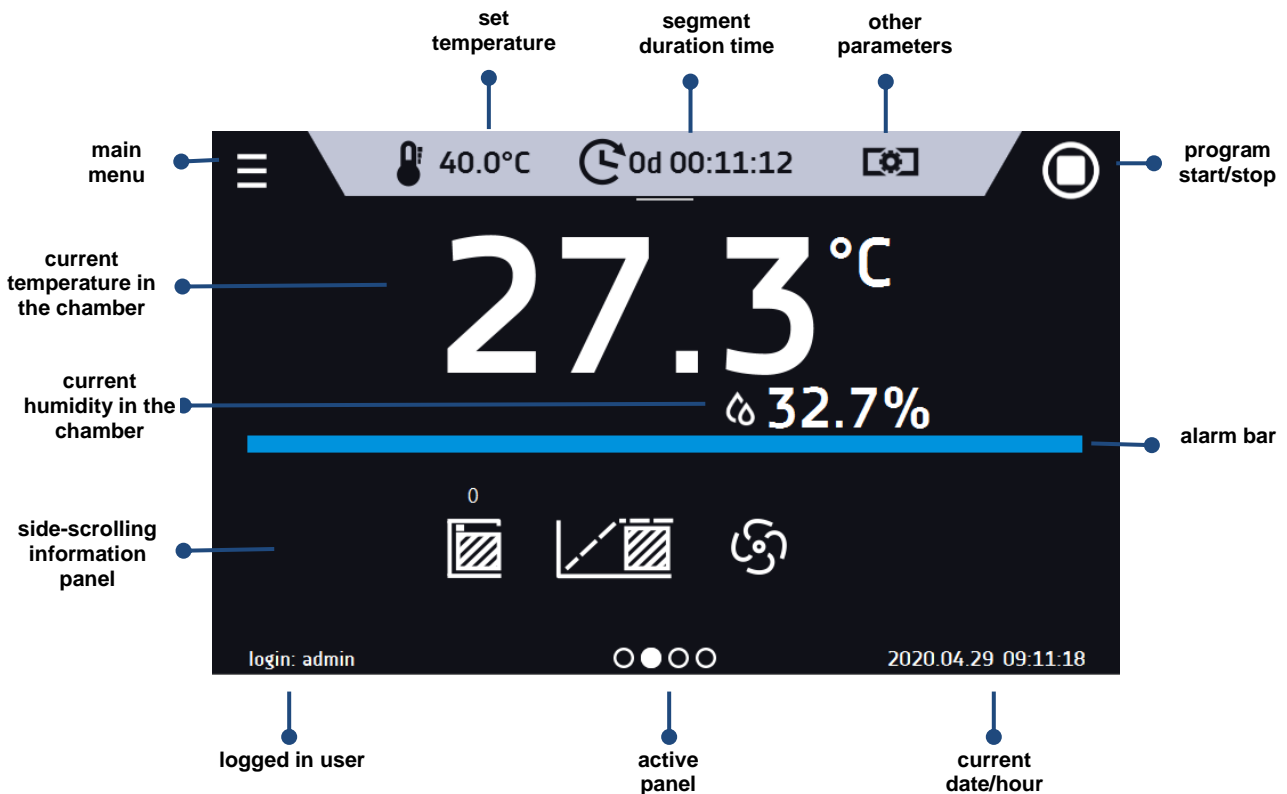 set
temperature
segment
duration time
other
parameters
main
menu
40.0°C
0d 00:11:12
program
start/stop
current
temperature in
the chamber
27.3°C
current
humidity in the
chamber
32.7%
alarm bar
0
side-scrolling
information
panel
login: admin
2020.04.29 09:11:18
logged in user
active
panel
current
date/hour